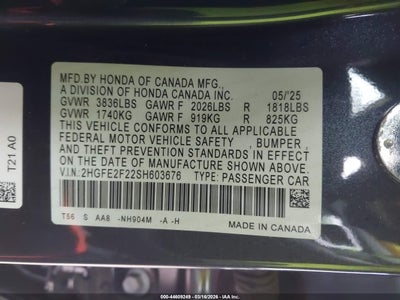 MFD.BY HONDA OF CANADA MFG.,
A DIVISION OF HONDA CANADA INC. 05/'25
GVWR 3836LBS GAWR F 2026LBS R 1818LBS
GVWR 1740KG GAWR F 919KG R 825KG
THIS VEHICLE CONFORMS TO ALL APPLICABLE
FEDERAL MOTOR VEHICLE SAFETY , BUMPER ,
AND THEFT PREVENTION STANDARDS IN EFFECT
ON THE DATE OF MANUFACTURE SHOWN ABOVE.
V.I.N.:2HGFE2F22SH603676 TYPE: PASSENGER CAR
T56 S AA8 -NH904M -A -H
MADE IN CANADA
T21 A0
IAA - 44609249 - 03/18/2026 - IAA CANADA